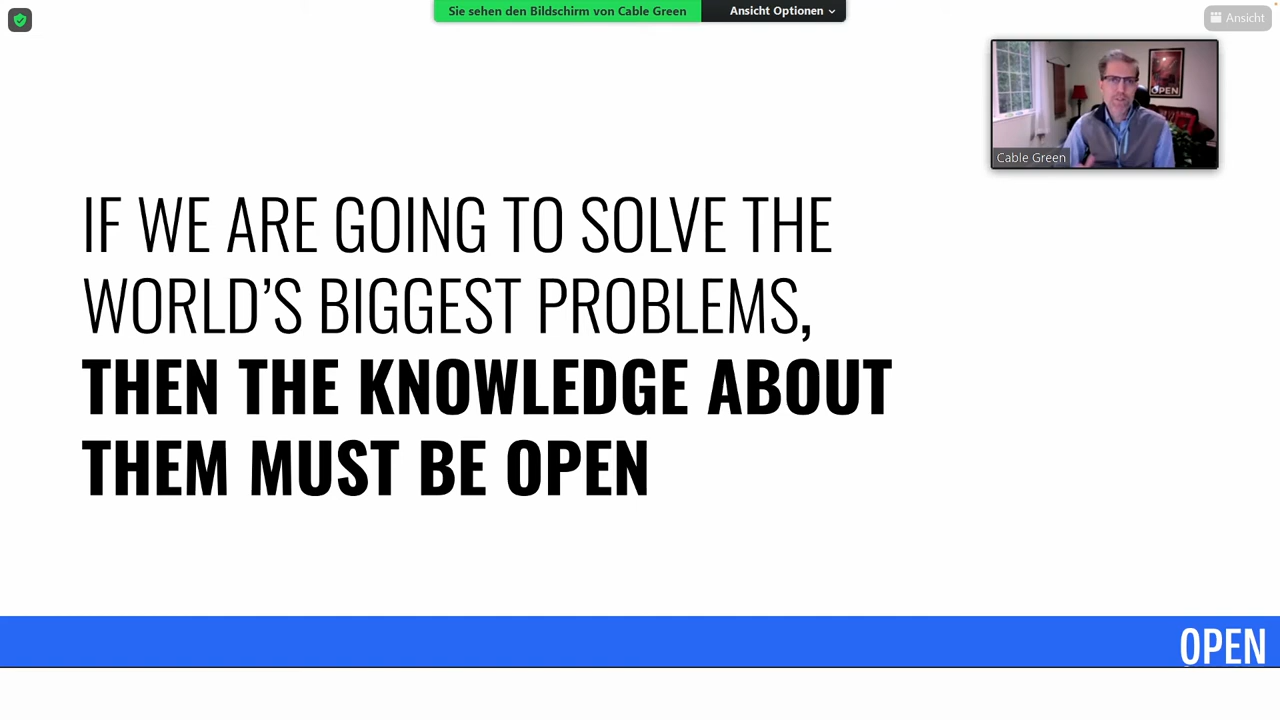 Sie sehen den Bildschirm von Cable Green
Ansicht Optionen
Ansicht
OPEN
Cable Green
IF WE ARE GOING TO SOLVE THE
WORLD’S BIGGEST PROBLEMS,
THEN THE KNOWLEDGE ABOUT
THEM MUST BE OPEN
OPEN